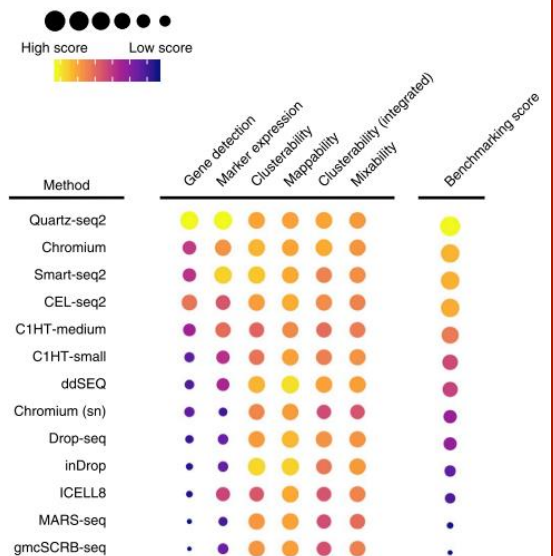 High score Low score
Gene detection
Marker expression
Clusterability
Mappability
Clusterability (integrated)
Mixability
Benchmarking score
Method
Quartz-seq2
Chromium
Smart-seq2
CEL-seq2
C1HT-medium
C1HT-small
ddSEQ
Chromium (sn)
Drop-seq
inDrop
ICELL8
MARS-seq
gmcSCRB-seq